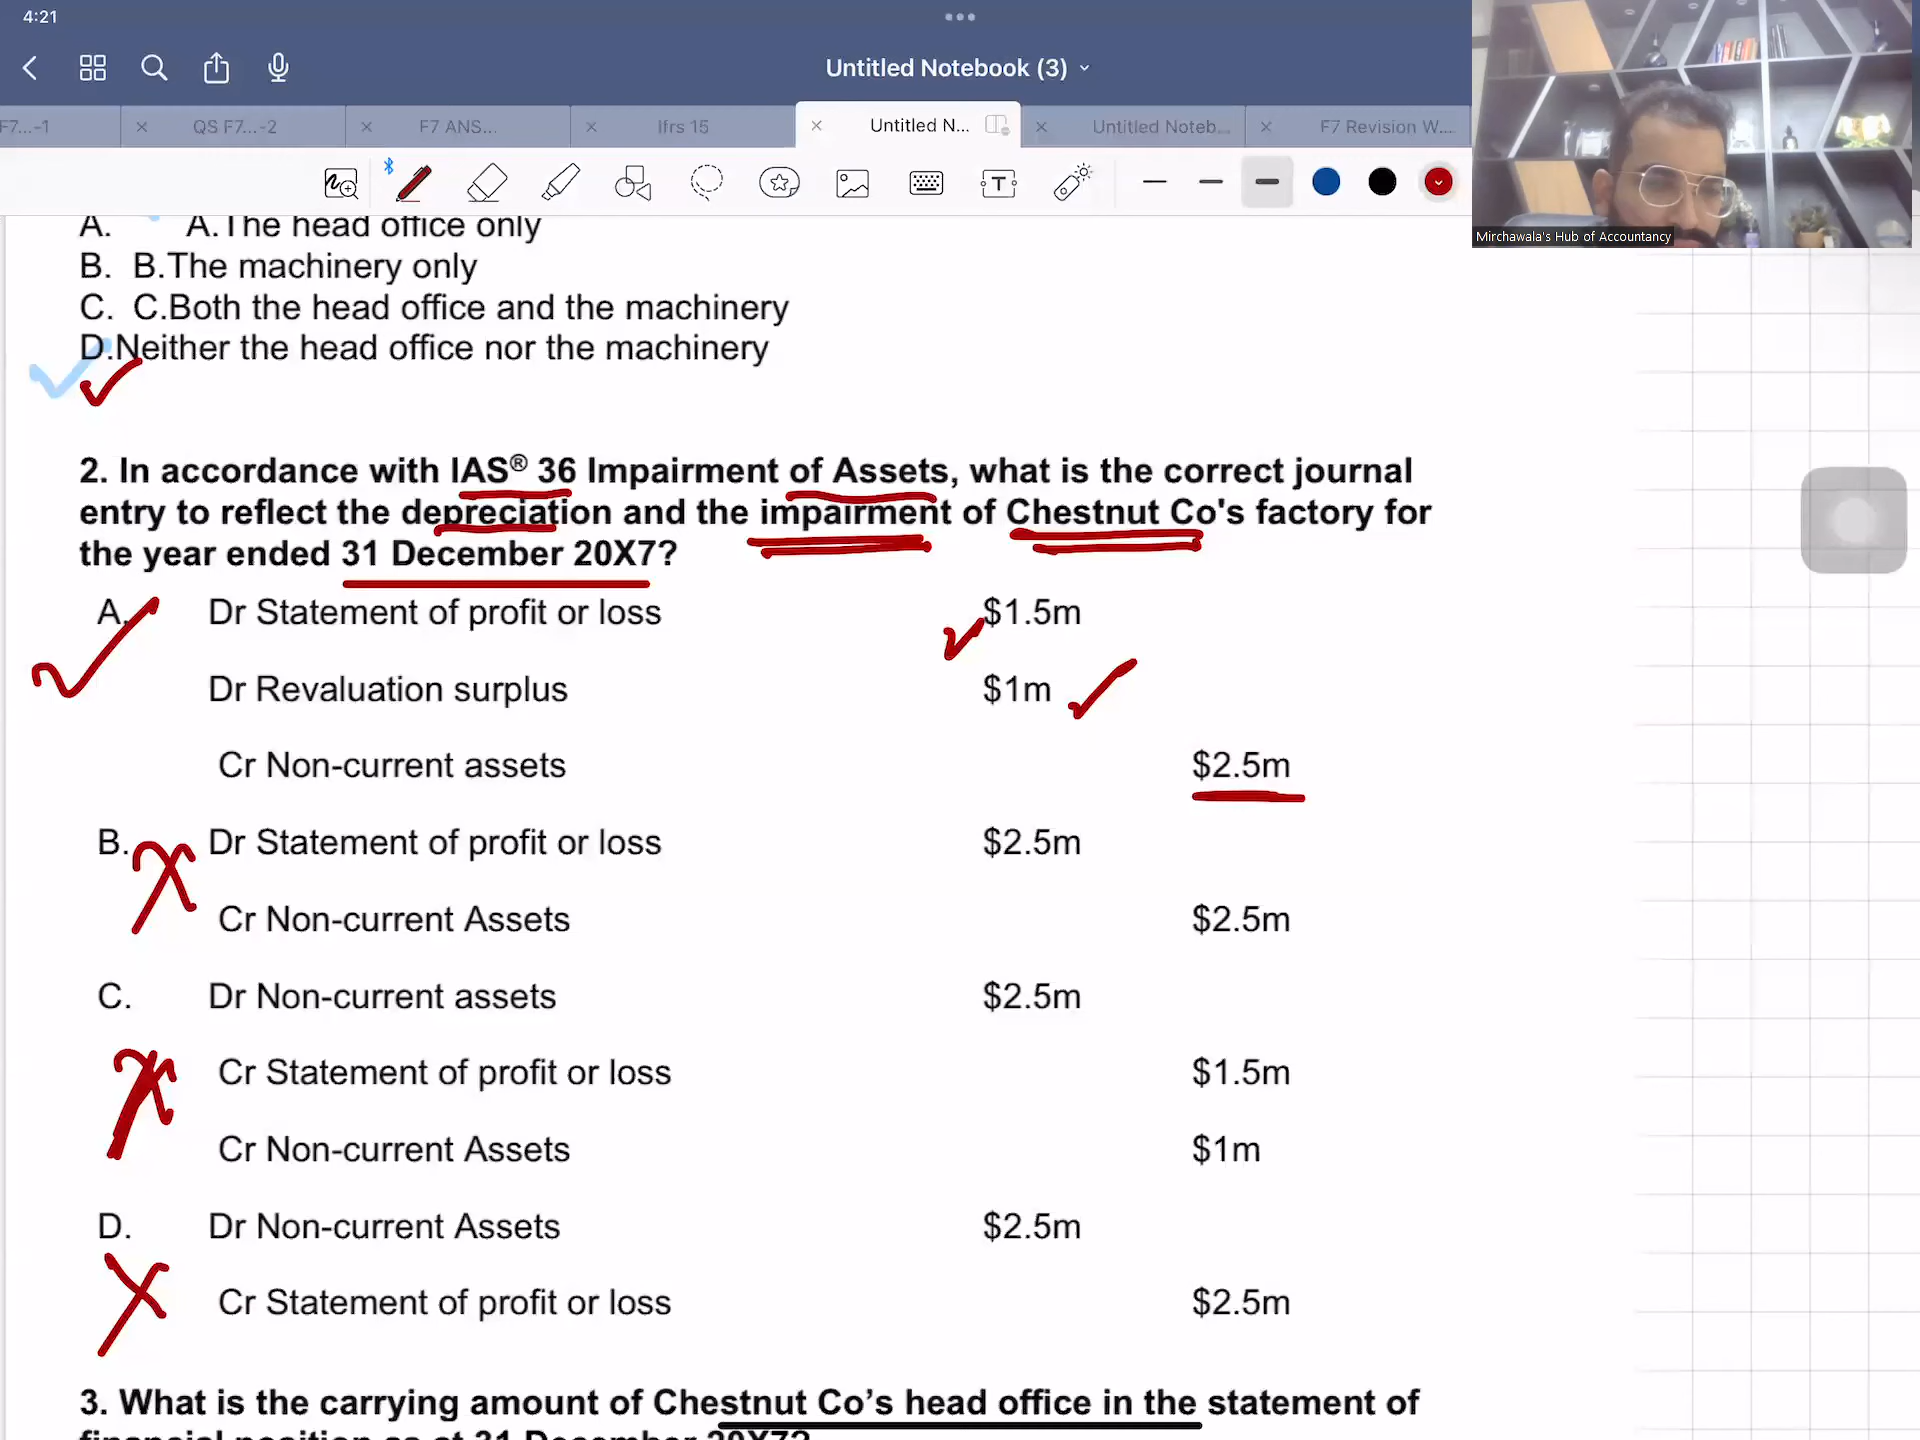 4:21
Untitled Notebook (3)
F7...-1
QS F7...-2
F7 ANS...
Ifrs 15
Untitled N...
Untitled Noteb...
F7 Revision W...
Mirchawala's Hub of Accountancy
A. A.The head office only
B. B.The machinery only
C. C.Both the head office and the machinery
D.Neither the head office nor the machinery
2. In accordance with IAS® 36 Impairment of Assets, what is the correct journal
entry to reflect the depreciation and the impairment of Chestnut Co's factory for
the year ended 31 December 20X7?
A. Dr Statement of profit or loss $1.5m
Dr Revaluation surplus $1m
Cr Non-current assets $2.5m
B. Dr Statement of profit or loss $2.5m
Cr Non-current Assets $2.5m
C. Dr Non-current assets $2.5m
Cr Statement of profit or loss $1.5m
Cr Non-current Assets $1m
D. Dr Non-current Assets $2.5m
Cr Statement of profit or loss $2.5m
3. What is the carrying amount of Chestnut Co’s head office in the statement of
financial position as at 31 December 20X7?